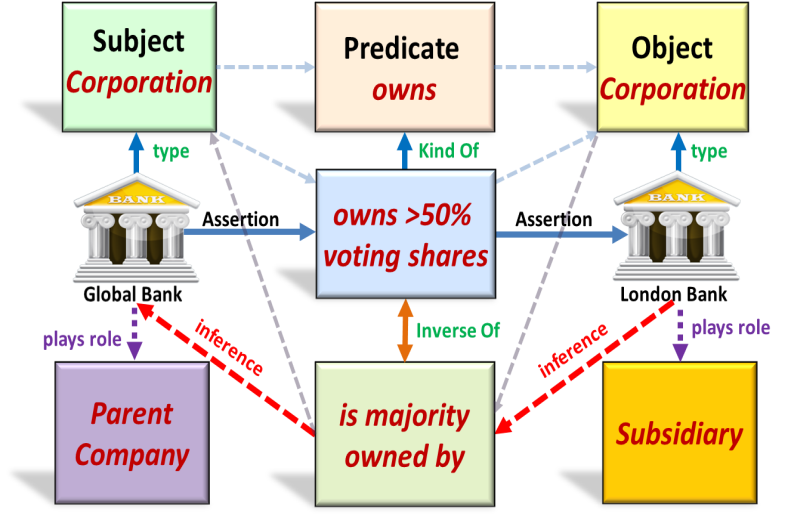 Subject
Corporation
Predicate
owns
Object
Corporation
type
Kind Of
type
BANK
BANK
Assertion
owns >50%
voting shares
Assertion
Global Bank
London Bank
plays role
inference
Inverse Of
inference
plays role
Parent
Company
is majority
owned by
Subsidiary